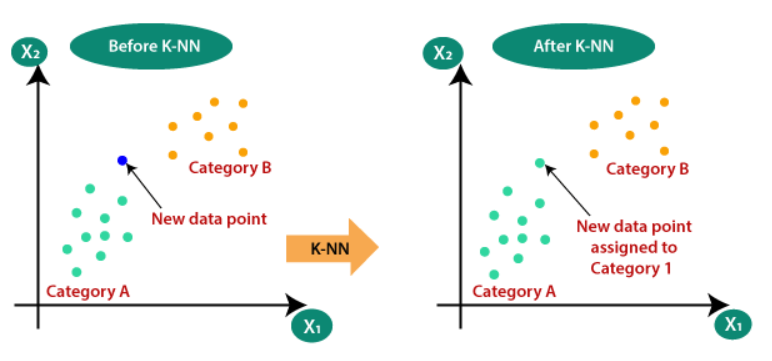 Before K-NN
X₂
Category B
New data point
Category A
X₁
K-NN
After K-NN
X₂
Category B
New data point
assigned to
Category 1
Category A
X₁